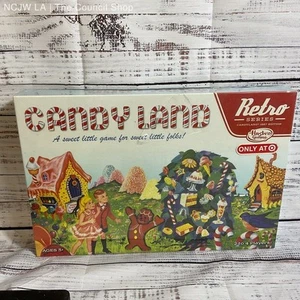 NCJW LA | The Council Shop
CANDY LAND
A sweet little game for sweet little folks!
Retro
SERIES
Hasbro
ONLY AT
AGES